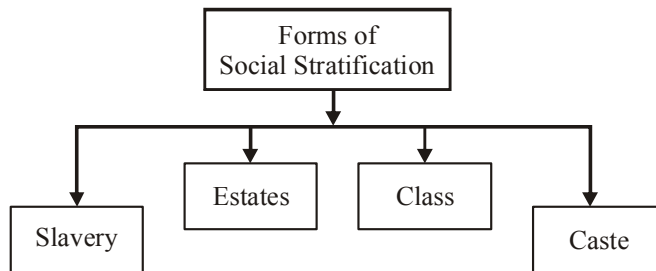 Forms of
Social Stratification
Estates
Class
Slavery
Caste